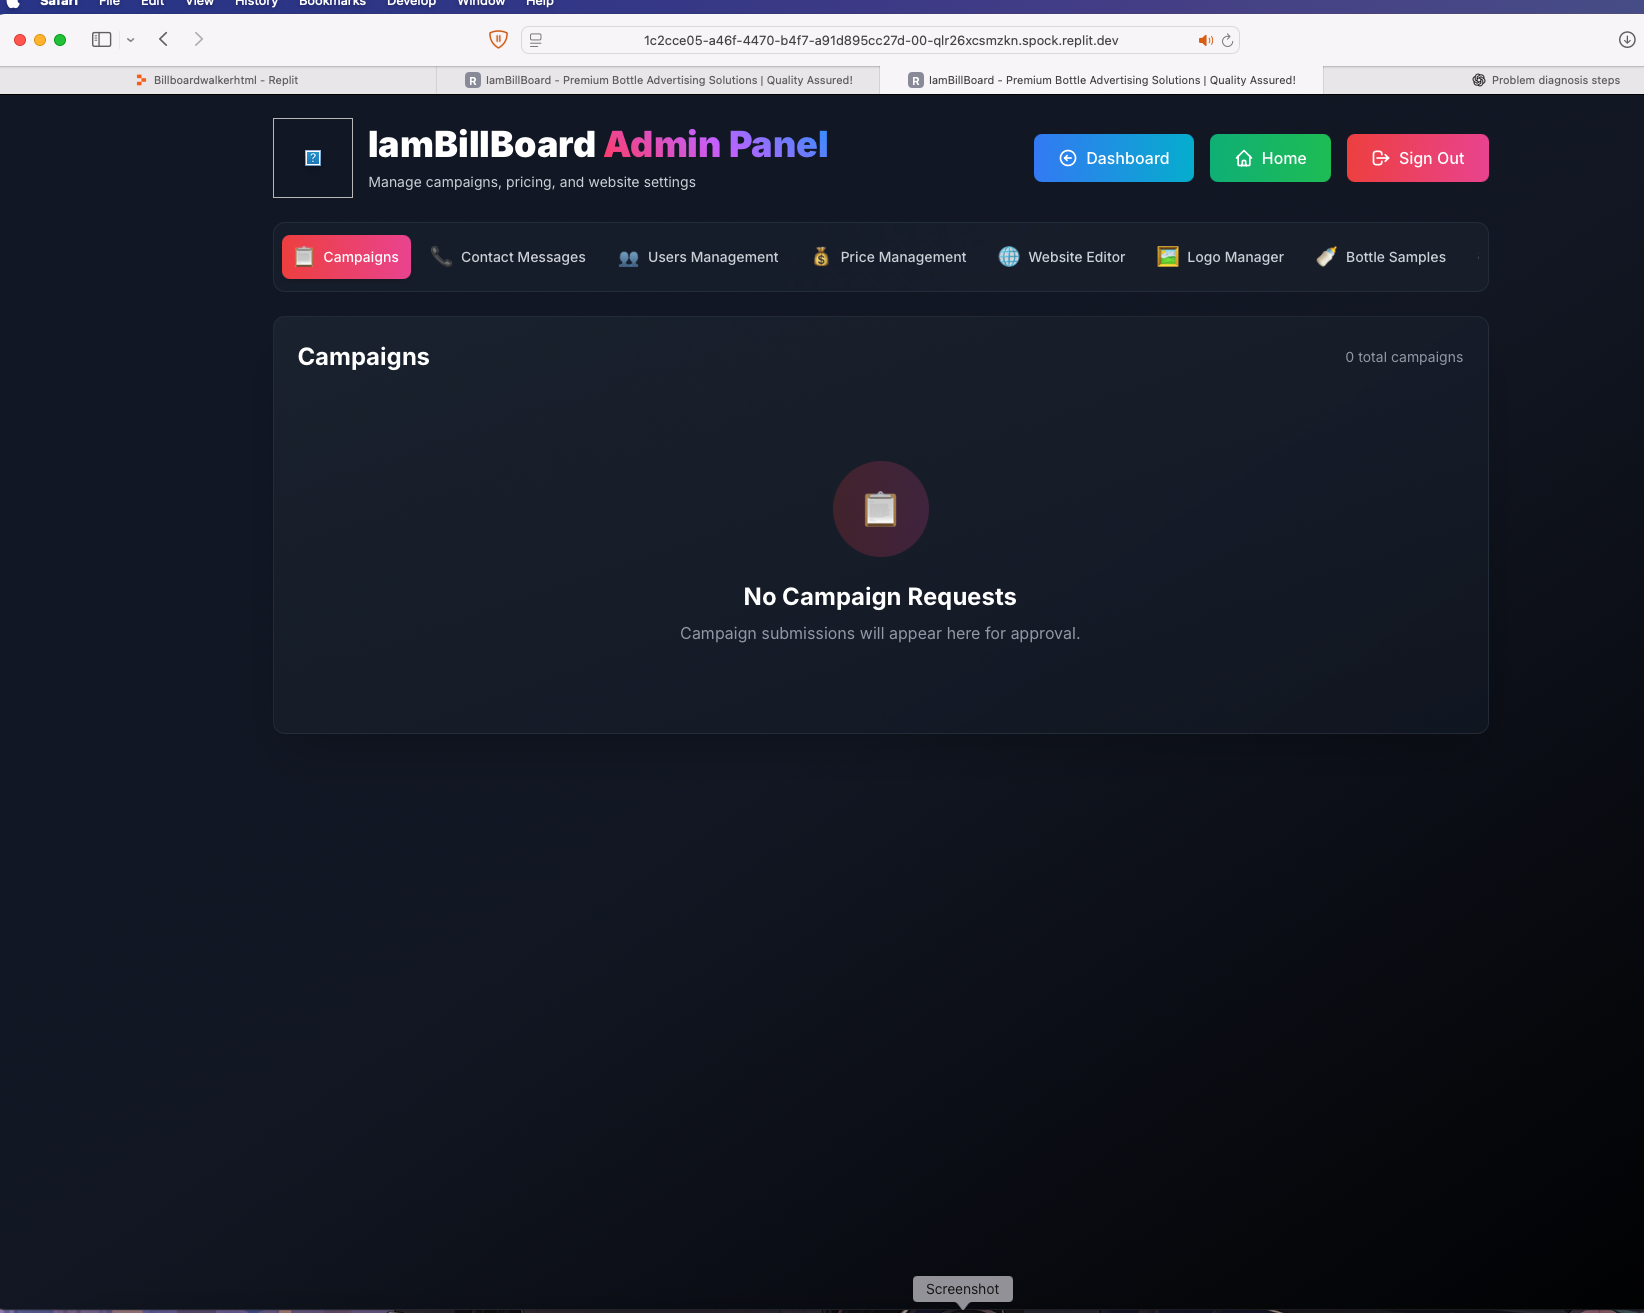 Safari File Edit View History Bookmarks Develop Window Help
1c2cce05-a46f-4470-b4f7-a91d895cc27d-00-qlr26xcsmzkn.spock.replit.dev
Billboardwalkerhtml - Replit
R IamBillBoard - Premium Bottle Advertising Solutions | Quality Assured!
R IamBillBoard - Premium Bottle Advertising Solutions | Quality Assured!
Problem diagnosis steps
?
IamBillBoard Admin Panel
Manage campaigns, pricing, and website settings
Dashboard
Home
Sign Out
Campaigns
Contact Messages
Users Management
Price Management
Website Editor
Logo Manager
Bottle Samples
Campaigns
0 total campaigns
No Campaign Requests
Campaign submissions will appear here for approval.
Screenshot